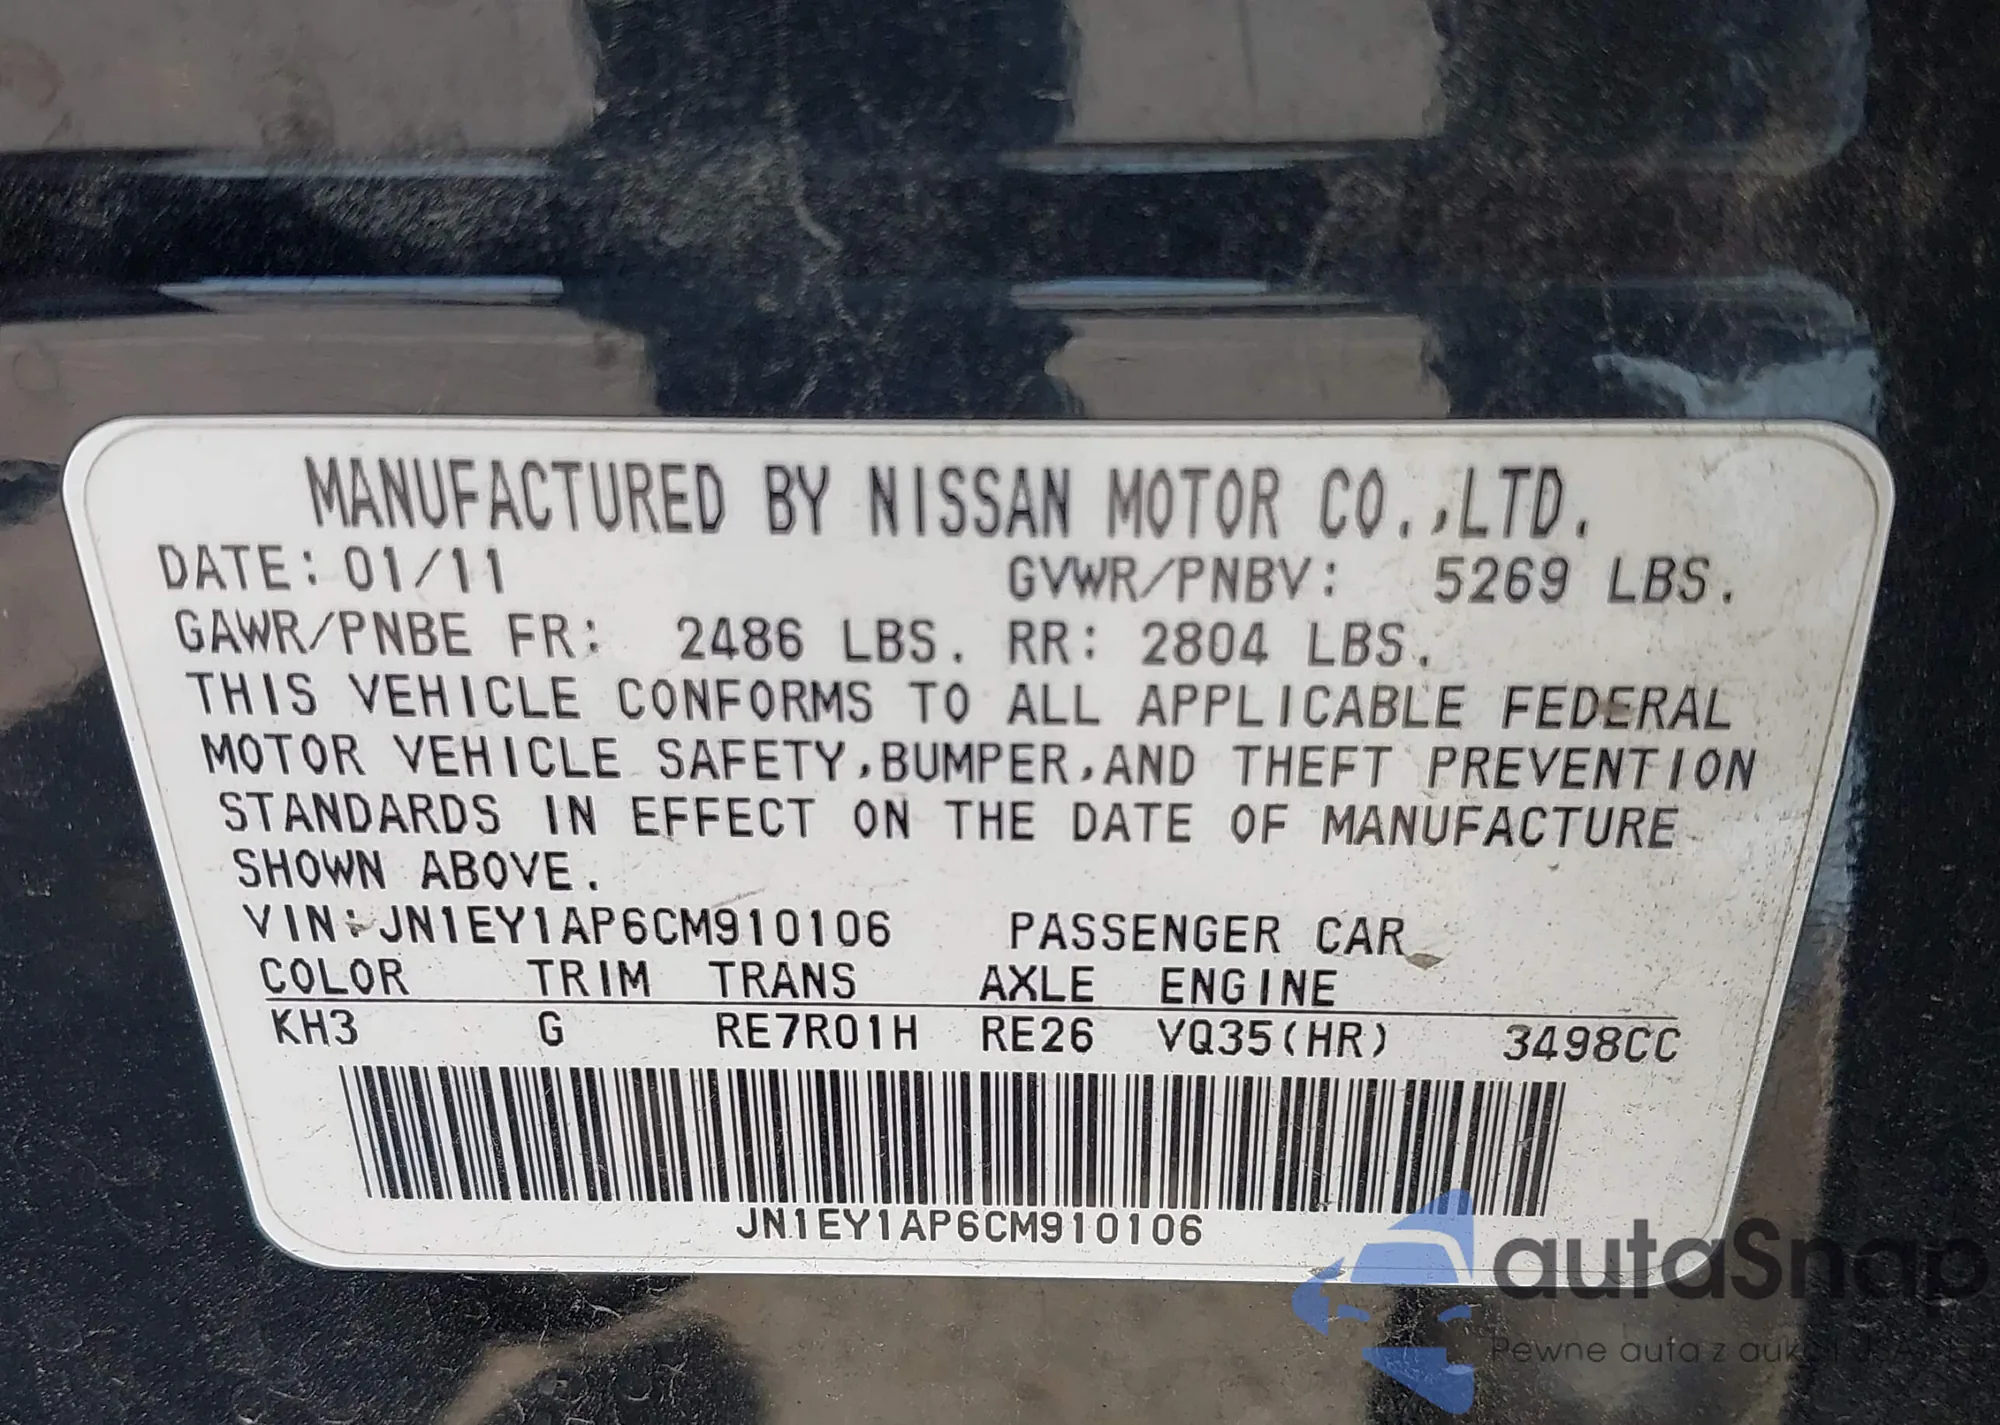 MANUFACTURED BY NISSAN MOTOR CO.,LTD.
DATE: 01/11 GVWR/PNBV: 5269 LBS.
GAWR/PNBE FR: 2486 LBS. RR: 2804 LBS.
THIS VEHICLE CONFORMS TO ALL APPLICABLE FEDERAL
MOTOR VEHICLE SAFETY,BUMPER,AND THEFT PREVENTION
STANDARDS IN EFFECT ON THE DATE OF MANUFACTURE
SHOWN ABOVE.
VIN: JN1EY1AP6CM910106 PASSENGER CAR
COLOR TRIM TRANS AXLE ENGINE
KH3 G RE7R01H RE26 VQ35(HR) 3498CC
JN1EY1AP6CM910106
autaSnap
Pewne auta z